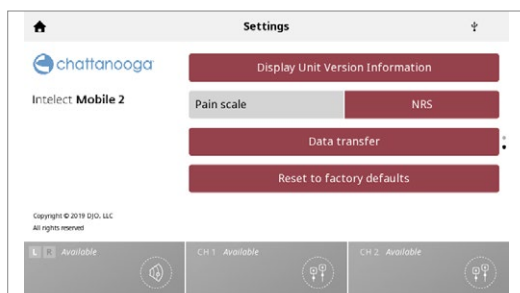 Settings
chattanooga
Display Unit Version Information
Intelect Mobile 2
Pain scale NRS
Data transfer
Reset to factory defaults
Copyright © 2019 DJO, LLC
All rights reserved
L R Available
CH 1 Available
CH 2 Available